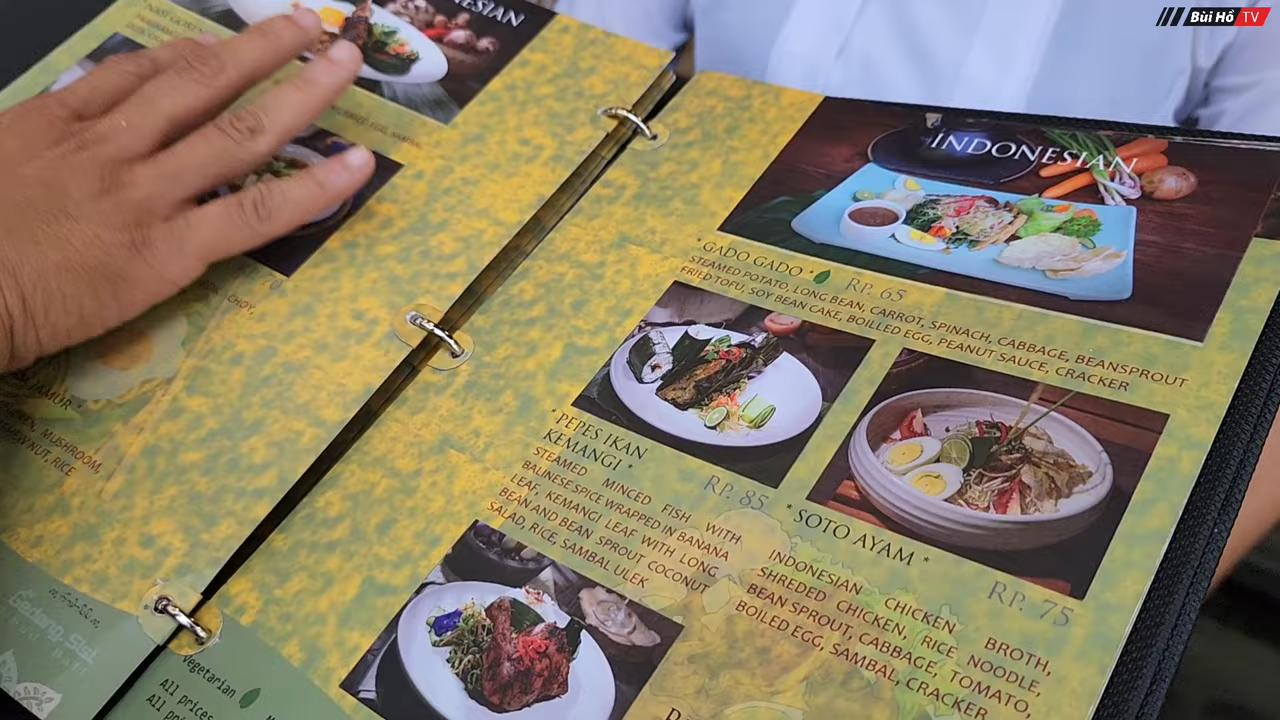 Bùi Hồ TV
INDONESIAN
* GADO GADO *
RP. 65
STEAMED POTATO, LONG BEAN, CARROT, SPINACH, CABBAGE, BEANSPROUT
FRIED TOFU, SOY BEAN CAKE, BOILLED EGG, PEANUT SAUCE, CRACKER
* PEPES IKAN
KEMANGI *
RP. 85
STEAMED MINCED FISH WITH
BALINESE SPICE WRAPPED IN BANANA
LEAF, KEMANGI LEAF WITH LONG
BEAN AND BEAN SPROUT COCONUT
SALAD, RICE, SAMBAL ULEK
* SOTO AYAM *
RP. 75
INDONESIAN CHICKEN BROTH,
SHREDED CHICKEN, RICE NOODLE,
BEAN SPROUT, CABBAGE, TOMATO,
BOILED EGG, SAMBAL, CRACKER
CHOY,
JAMUR *
MUSHROOM,
NUT, RICE
Vegetarian
All prices
All